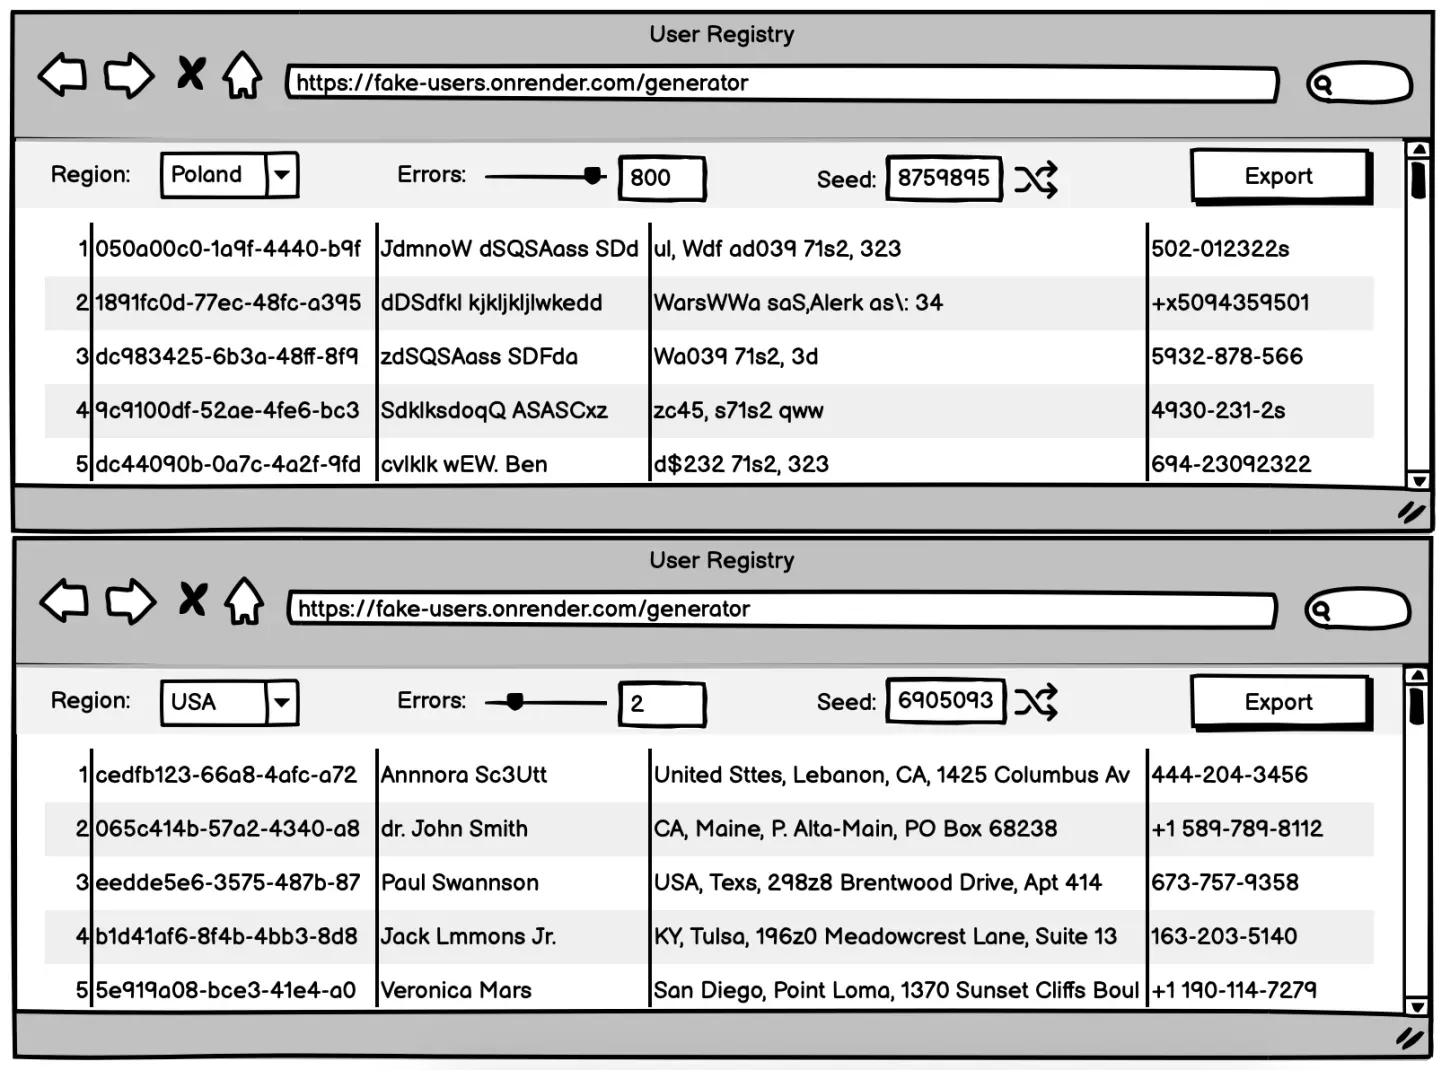 User Registry
https://fake-users.onrender.com/generator
Region: Poland Errors: 800 Seed: 8759895 Export
1 050a00c0-1a9f-4440-b9f JdmnoW dSQSAass SDd ul, Wdf ad039 71s2, 323 502-012322s
2 1891fc0d-77ec-48fc-a395 dDSdfkl kjkljkljlwkedd WarsWWa saS,Alerk as\: 34 +x5094359501
3 dc983425-6b3a-48ff-8f9 zdSQSAass SDFda Wa039 71s2, 3d 5932-878-566
4 9c9100df-52ae-4fe6-bc3 SdklksdoqQ ASASCxz zc45, s71s2 qww 4930-231-2s
5 dc44090b-0a7c-4a2f-9fd cvlklk wEW. Ben d$232 71s2, 323 694-23092322
User Registry
https://fake-users.onrender.com/generator
Region: USA Errors: 2 Seed: 6905093 Export
1 cedfb123-66a8-4afc-a72 Annnora Sc3Utt United Sttes, Lebanon, CA, 1425 Columbus Av 444-204-3456
2 065c414b-57a2-4340-a8 dr. John Smith CA, Maine, P. Alta-Main, PO Box 68238 +1 589-789-8112
3 eedde5e6-3575-487b-87 Paul Swannson USA, Texs, 298z8 Brentwood Drive, Apt 414 673-757-9358
4 b1d41af6-8f4b-4bb3-8d8 Jack Lmmons Jr. KY, Tulsa, 196z0 Meadowcrest Lane, Suite 13 163-203-5140
5 5e919a08-bce3-41e4-a0 Veronica Mars San Diego, Point Loma, 1370 Sunset Cliffs Boul +1 190-114-7279